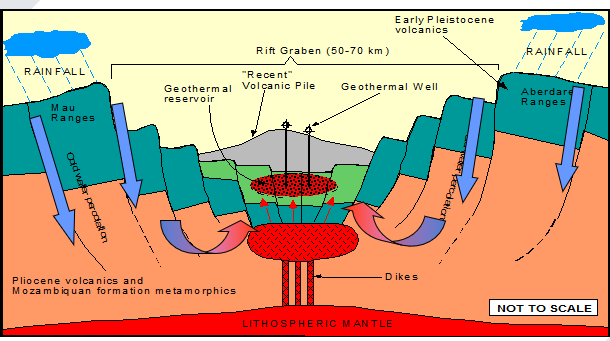 Early Pleistocene
volcanics
Rift Graben (50-70 km)
RAINFALL
RAINFALL
"Recent"
Volcanic Pile
Geothermal
reservoir
Geothermal Well
Mau
Ranges
Aberdare
Ranges
Cold water percolation
water percolation
Pliocene volcanics and
Mozambiquan formation metamorphics
Dikes
NOT TO SCALE
LITHOSPHERIC MANTLE